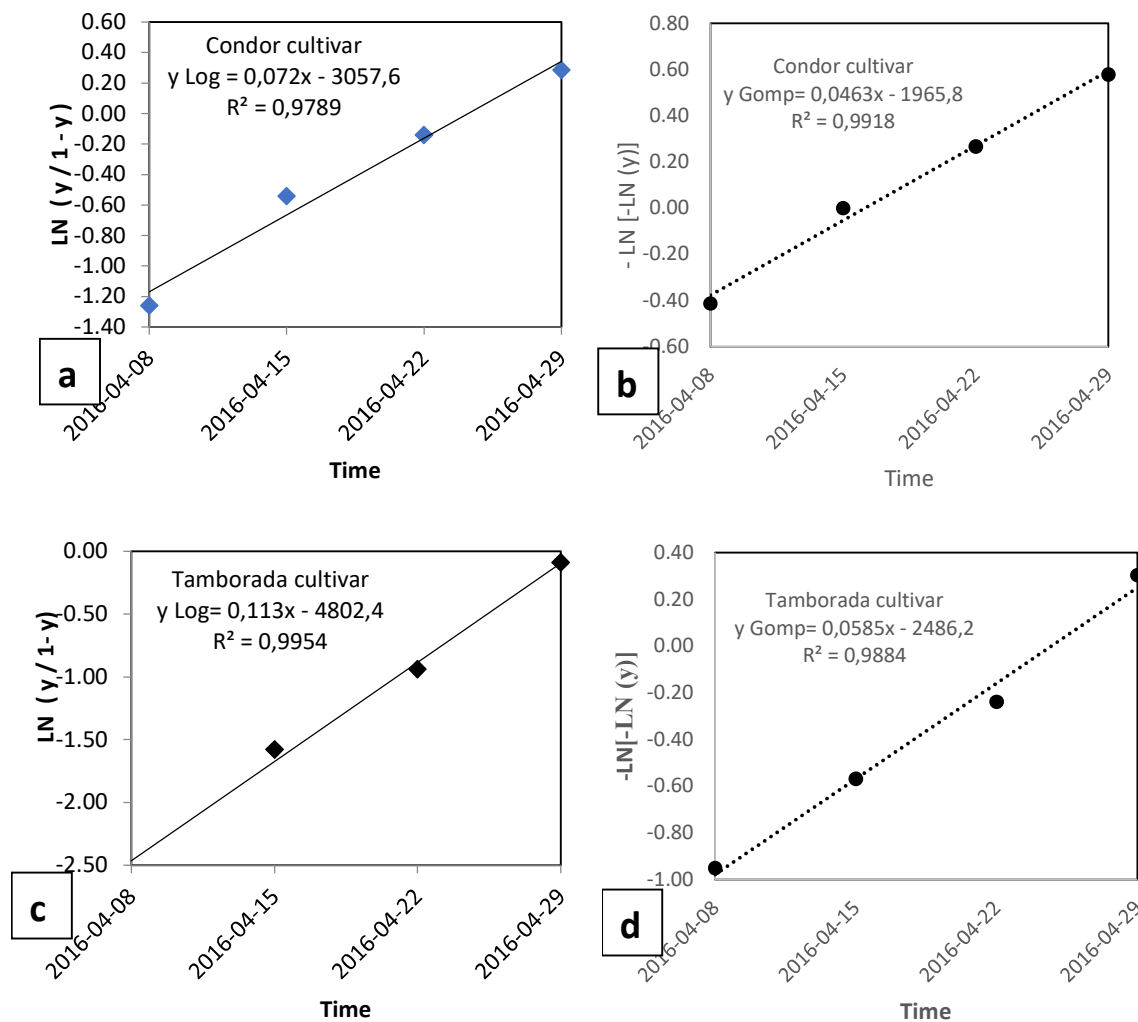 0.60
0.40
0.20
0.00
-0.20
-0.40
-0.60
-0.80
-1.00
-1.20
-1.40
LN (y / 1 - y)
Condor cultivar
y Log = 0,072x - 3057,6
R² = 0,9789
2016-04-08
2016-04-15
2016-04-22
2016-04-29
Time
a
0.80
0.60
0.40
0.20
0.00
-0.20
-0.40
-0.60
- LN [-LN (y)]
Condor cultivar
y Gomp= 0,0463x - 1965,8
R² = 0,9918
2016-04-08
2016-04-15
2016-04-22
2016-04-29
Time
b
0.00
-0.50
-1.00
-1.50
-2.00
-2.50
LN (y / 1- y)
Tamborada cultivar
y Log= 0,113x - 4802,4
R² = 0,9954
2016-04-08
2016-04-15
2016-04-22
2016-04-29
Time
c
0.40
0.20
0.00
-0.20
-0.40
-0.60
-0.80
-1.00
-LN[-LN (y)]
Tamborada cultivar
y Gomp= 0,0585x - 2486,2
R² = 0,9884
2016-04-08
2016-04-15
2016-04-22
2016-04-29
Time
d